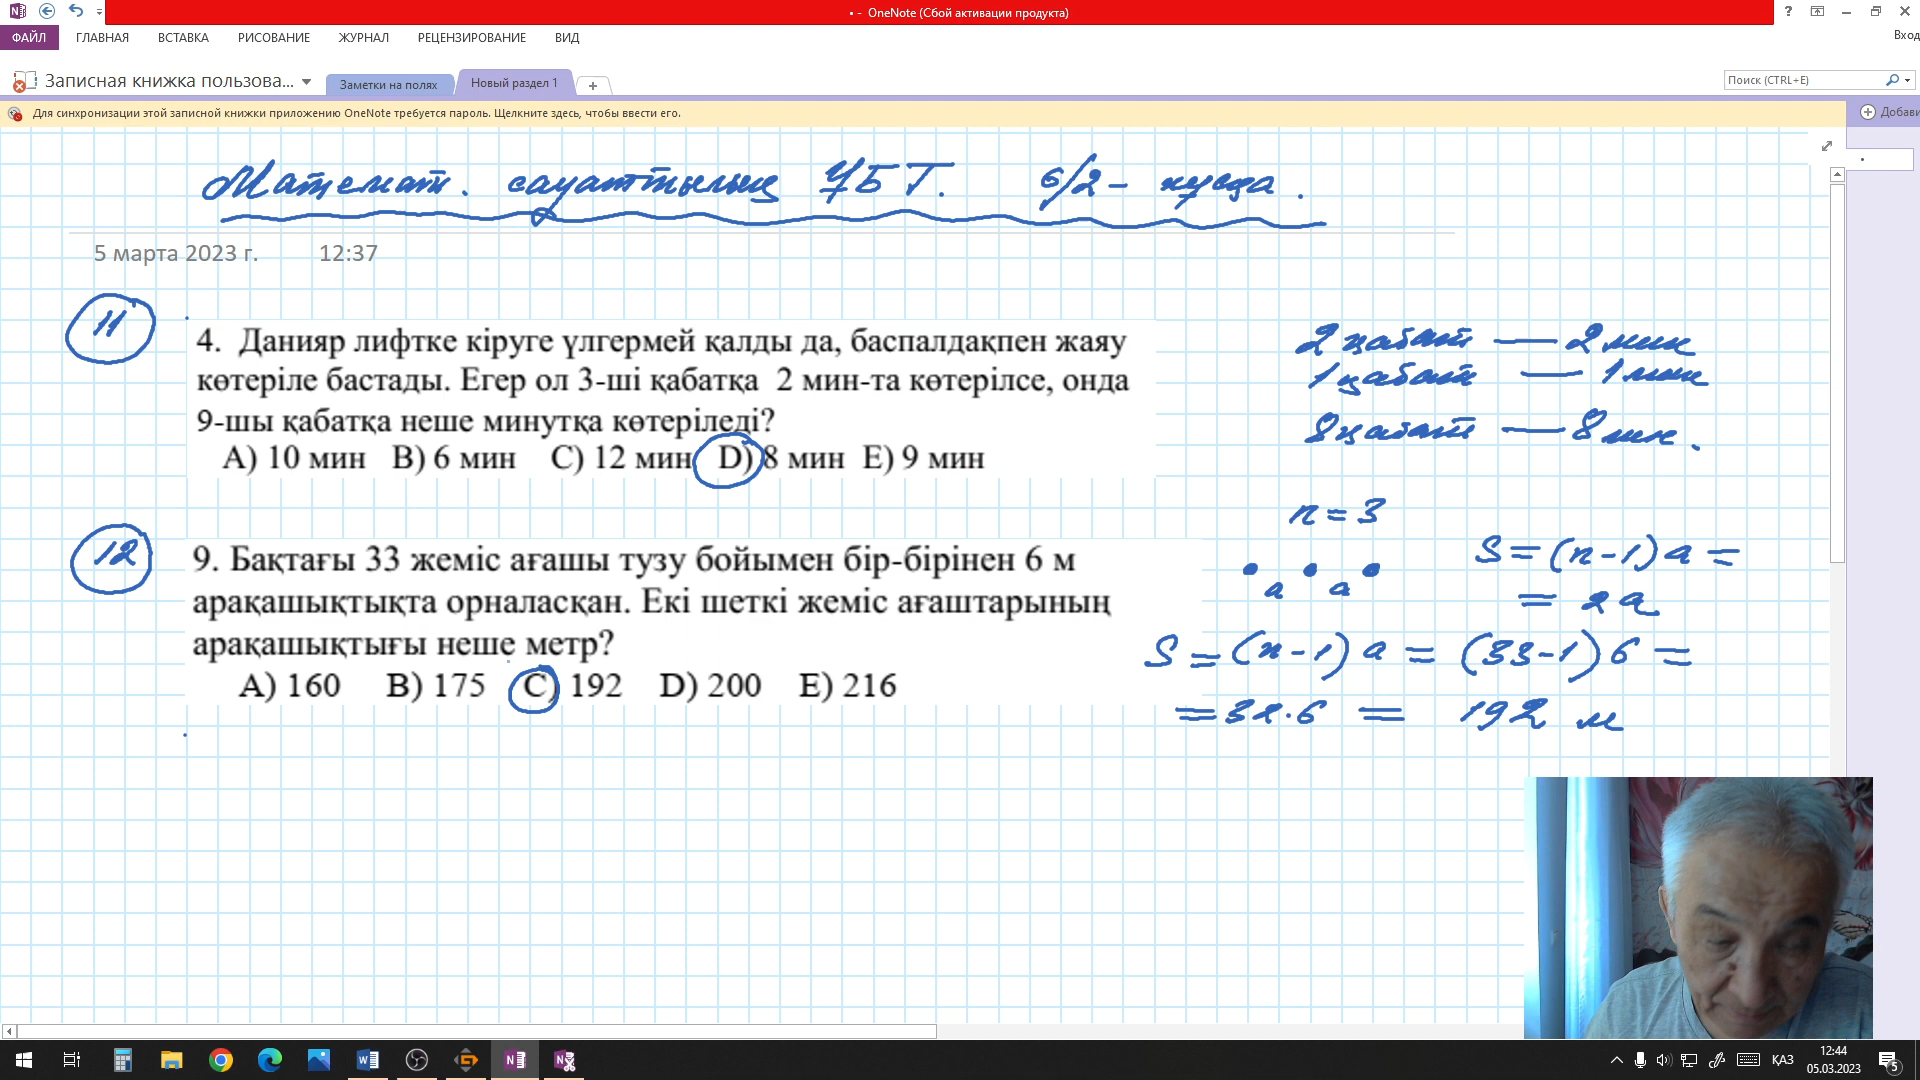 OneNote (Сбой активации продукта)
ФАЙЛ ГЛАВНАЯ ВСТАВКА РИСОВАНИЕ ЖУРНАЛ РЕЦЕНЗИРОВАНИЕ ВИД
Вход
Записная книжка пользова... Заметки на полях Новый раздел 1
Поиск (CTRL+E)
Для синхронизации этой записной книжки приложению OneNote требуется пароль. Щелкните здесь, чтобы ввести его.
Добави
Математ. сауаттылық ҰБТ. 6/2- нұсқа.
5 марта 2023 г. 12:37
11
4. Данияр лифтке кіруге үлгермей қалды да, баспалдақпен жаяу
көтеріле бастады. Егер ол 3-ші қабатқа 2 мин-та көтерілсе, онда
9-шы қабатқа неше минутқа көтеріледі?
A) 10 мин B) 6 мин C) 12 мин D) 8 мин E) 9 мин
2 қабат — 2 мин
1 қабат — 1 мин
8 қабат — 8 мин.
12
9. Бақтағы 33 жеміс ағашы тузу бойымен бір-бірінен 6 м
арақашықтықта орналасқан. Екі шеткі жеміс ағаштарының
арақашықтығы неше метр?
A) 160 B) 175 C) 192 D) 200 E) 216
n = 3
a a
S = (n-1) a =
= 2a
S = (n-1) a = (33-1) 6 =
= 32·6 = 192 м
ҚАЗ
12:44
05.03.2023
5